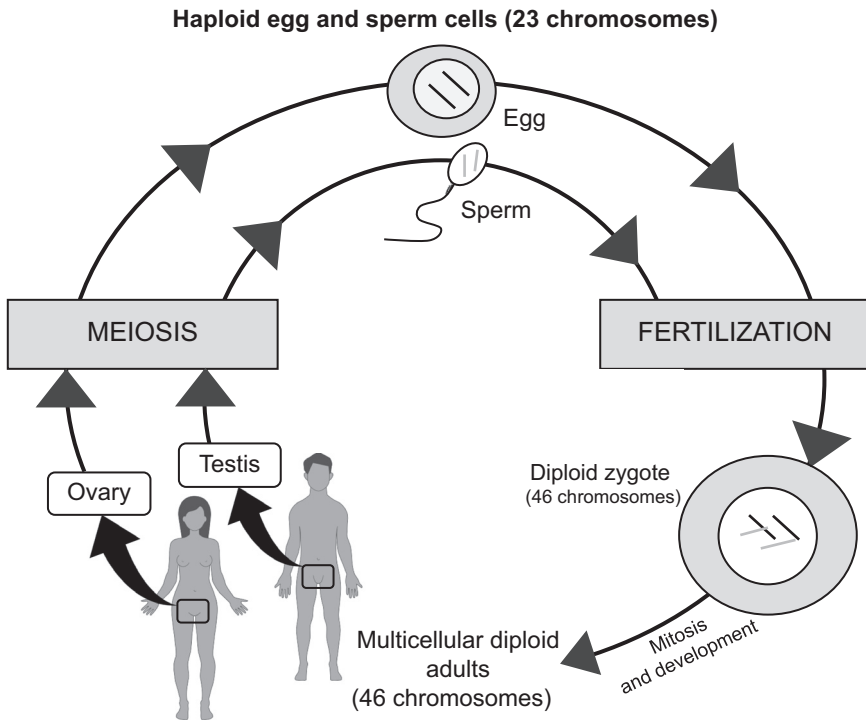 Haploid egg and sperm cells (23 chromosomes)
Egg
Sperm
MEIOSIS
FERTILIZATION
Testis
Ovary
Diploid zygote
(46 chromosomes)
Mitosis
and development
Multicellular diploid
adults
(46 chromosomes)